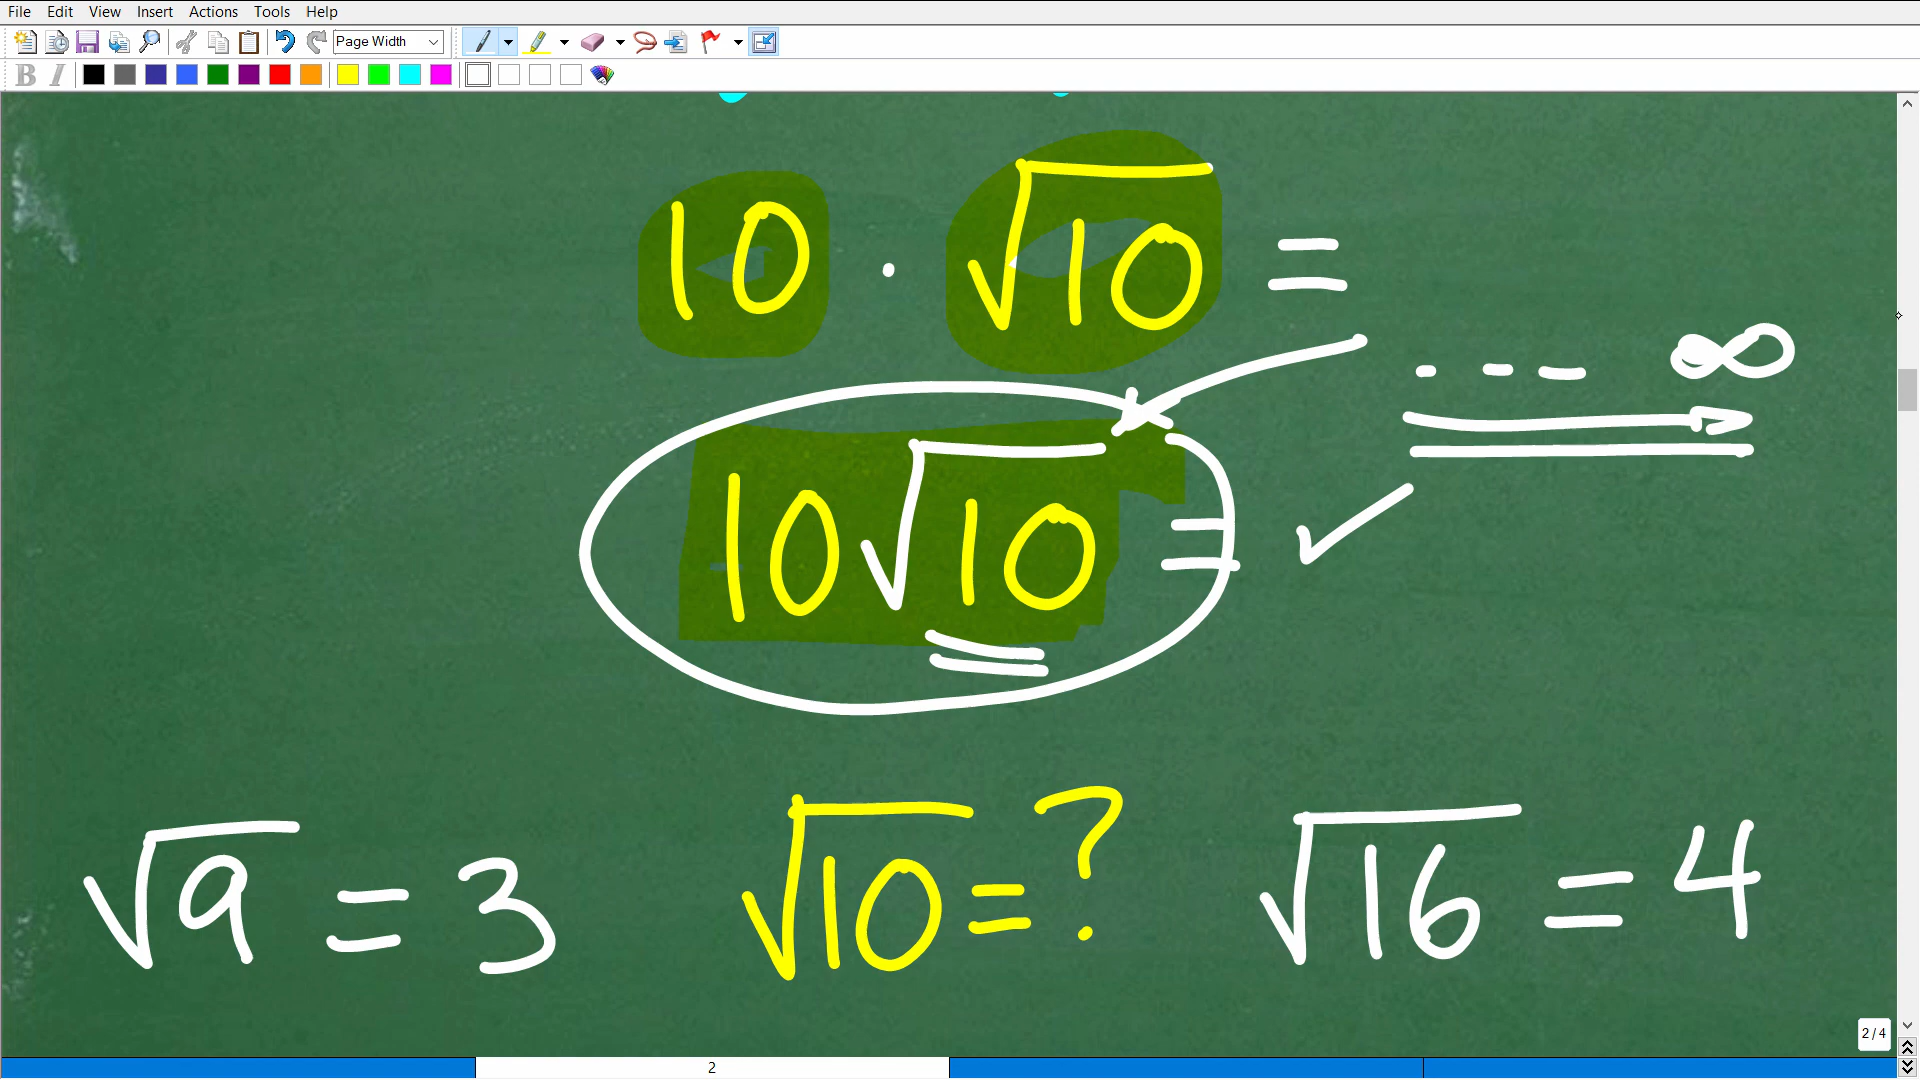 File Edit View Insert Actions Tools Help
Page Width
B I
10 · √10 =
- - - ∞
10√10 = ✓
√9 = 3 √10 = ? √16 = 4
2 / 4
2